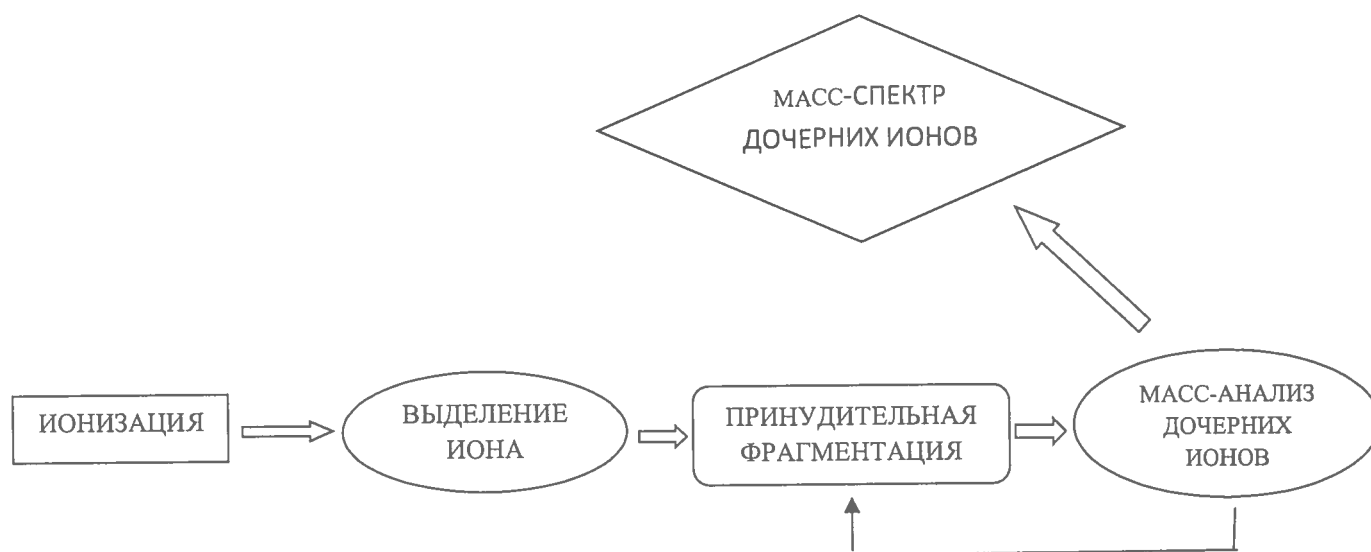 МАСС-СПЕКТР
ДОЧЕРНИХ ИОНОВ
ИОНИЗАЦИЯ
ВЫДЕЛЕНИЕ
ИОНА
ПРИНУДИТЕЛЬНАЯ
ФРАГМЕНТАЦИЯ
МАСС-АНАЛИЗ
ДОЧЕРНИХ
ИОНОВ